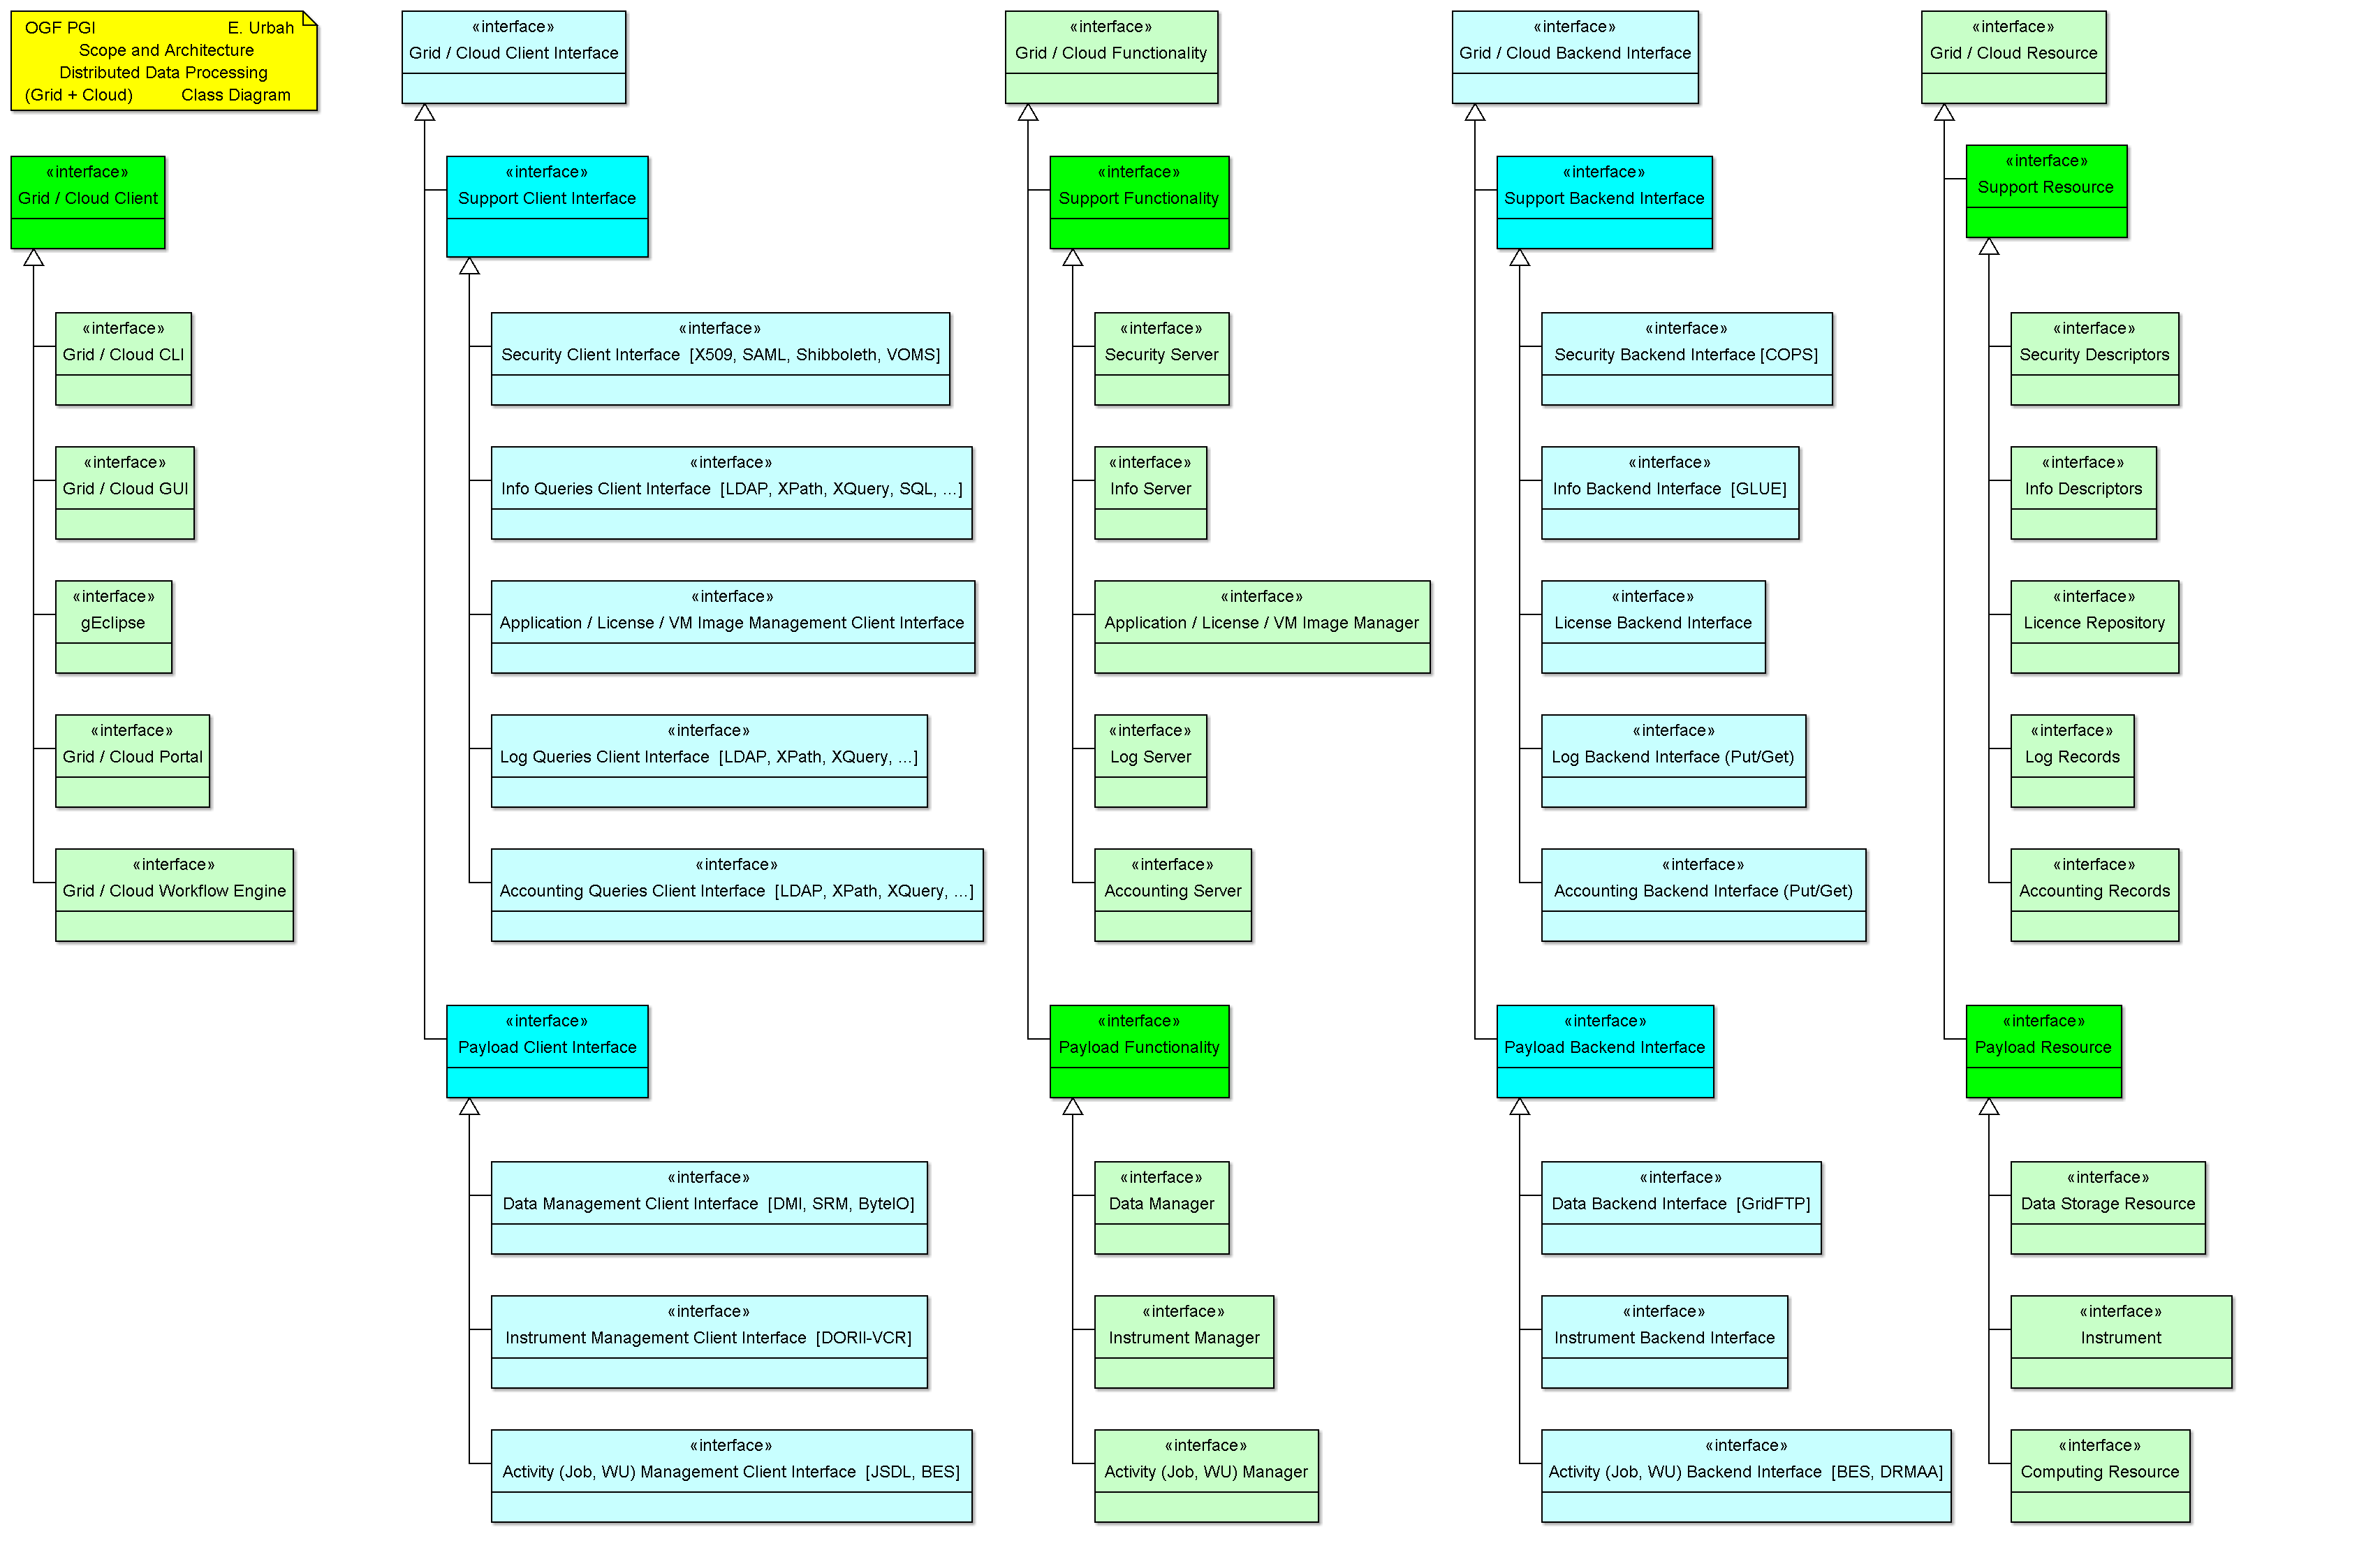 OGF PGI E. Urbah
Scope and Architecture
Distributed Data Processing
(Grid + Cloud) Class Diagram
«interface»
Grid / Cloud Client
«interface»
Grid / Cloud CLI
«interface»
Grid / Cloud GUI
«interface»
gEclipse
«interface»
Grid / Cloud Portal
«interface»
Grid / Cloud Workflow Engine
«interface»
Grid / Cloud Client Interface
«interface»
Support Client Interface
«interface»
Security Client Interface [X509, SAML, Shibboleth, VOMS]
«interface»
Info Queries Client Interface [LDAP, XPath, XQuery, SQL, ...]
«interface»
Application / License / VM Image Management Client Interface
«interface»
Log Queries Client Interface [LDAP, XPath, XQuery, ...]
«interface»
Accounting Queries Client Interface [LDAP, XPath, XQuery, ...]
«interface»
Payload Client Interface
«interface»
Data Management Client Interface [DMI, SRM, ByteIO]
«interface»
Instrument Management Client Interface [DORII-VCR]
«interface»
Activity (Job, WU) Management Client Interface [JSDL, BES]
«interface»
Grid / Cloud Functionality
«interface»
Support Functionality
«interface»
Security Server
«interface»
Info Server
«interface»
Application / License / VM Image Manager
«interface»
Log Server
«interface»
Accounting Server
«interface»
Payload Functionality
«interface»
Data Manager
«interface»
Instrument Manager
«interface»
Activity (Job, WU) Manager
«interface»
Grid / Cloud Backend Interface
«interface»
Support Backend Interface
«interface»
Security Backend Interface [COPS]
«interface»
Info Backend Interface [GLUE]
«interface»
License Backend Interface
«interface»
Log Backend Interface (Put/Get)
«interface»
Accounting Backend Interface (Put/Get)
«interface»
Payload Backend Interface
«interface»
Data Backend Interface [GridFTP]
«interface»
Instrument Backend Interface
«interface»
Activity (Job, WU) Backend Interface [BES, DRMAA]
«interface»
Grid / Cloud Resource
«interface»
Support Resource
«interface»
Security Descriptors
«interface»
Info Descriptors
«interface»
Licence Repository
«interface»
Log Records
«interface»
Accounting Records
«interface»
Payload Resource
«interface»
Data Storage Resource
«interface»
Instrument
«interface»
Computing Resource